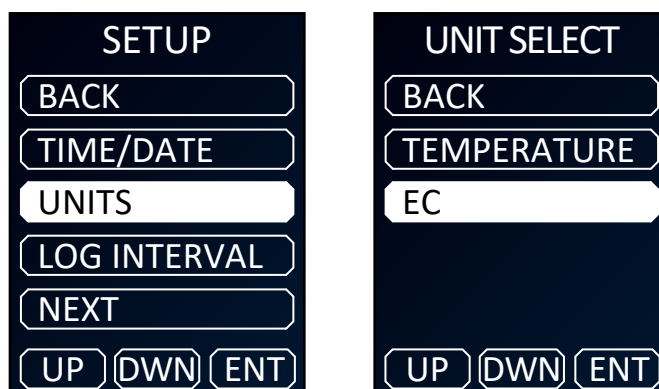 SETUP
BACK
TIME/DATE
UNITS
LOG INTERVAL
NEXT
UP DWN ENT
UNIT SELECT
BACK
TEMPERATURE
EC
UP DWN ENT